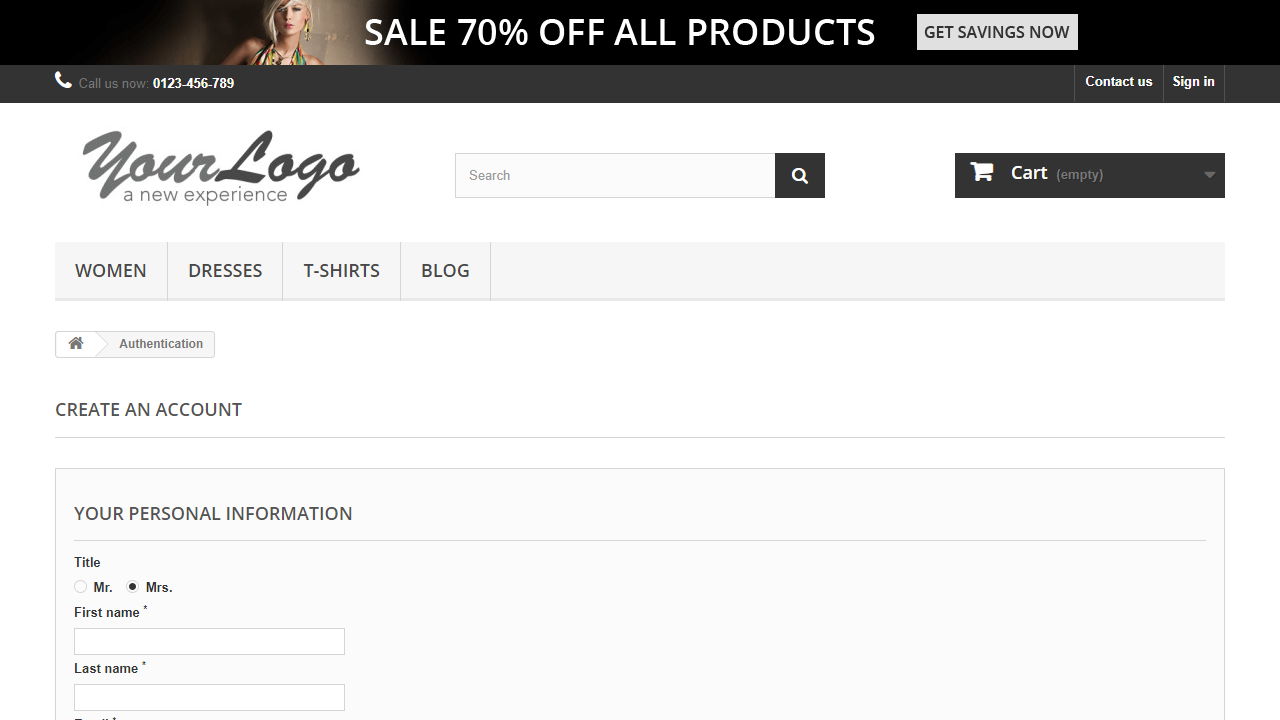 SALE 70% OFF ALL PRODUCTS GET SAVINGS NOW
Call us now: 0123-456-789 Contact us Sign in
YourLogo
a new experience
Search
Cart (empty)
WOMEN DRESSES T-SHIRTS BLOG
Authentication
CREATE AN ACCOUNT
YOUR PERSONAL INFORMATION
Title
Mr. Mrs.
First name *
Last name *